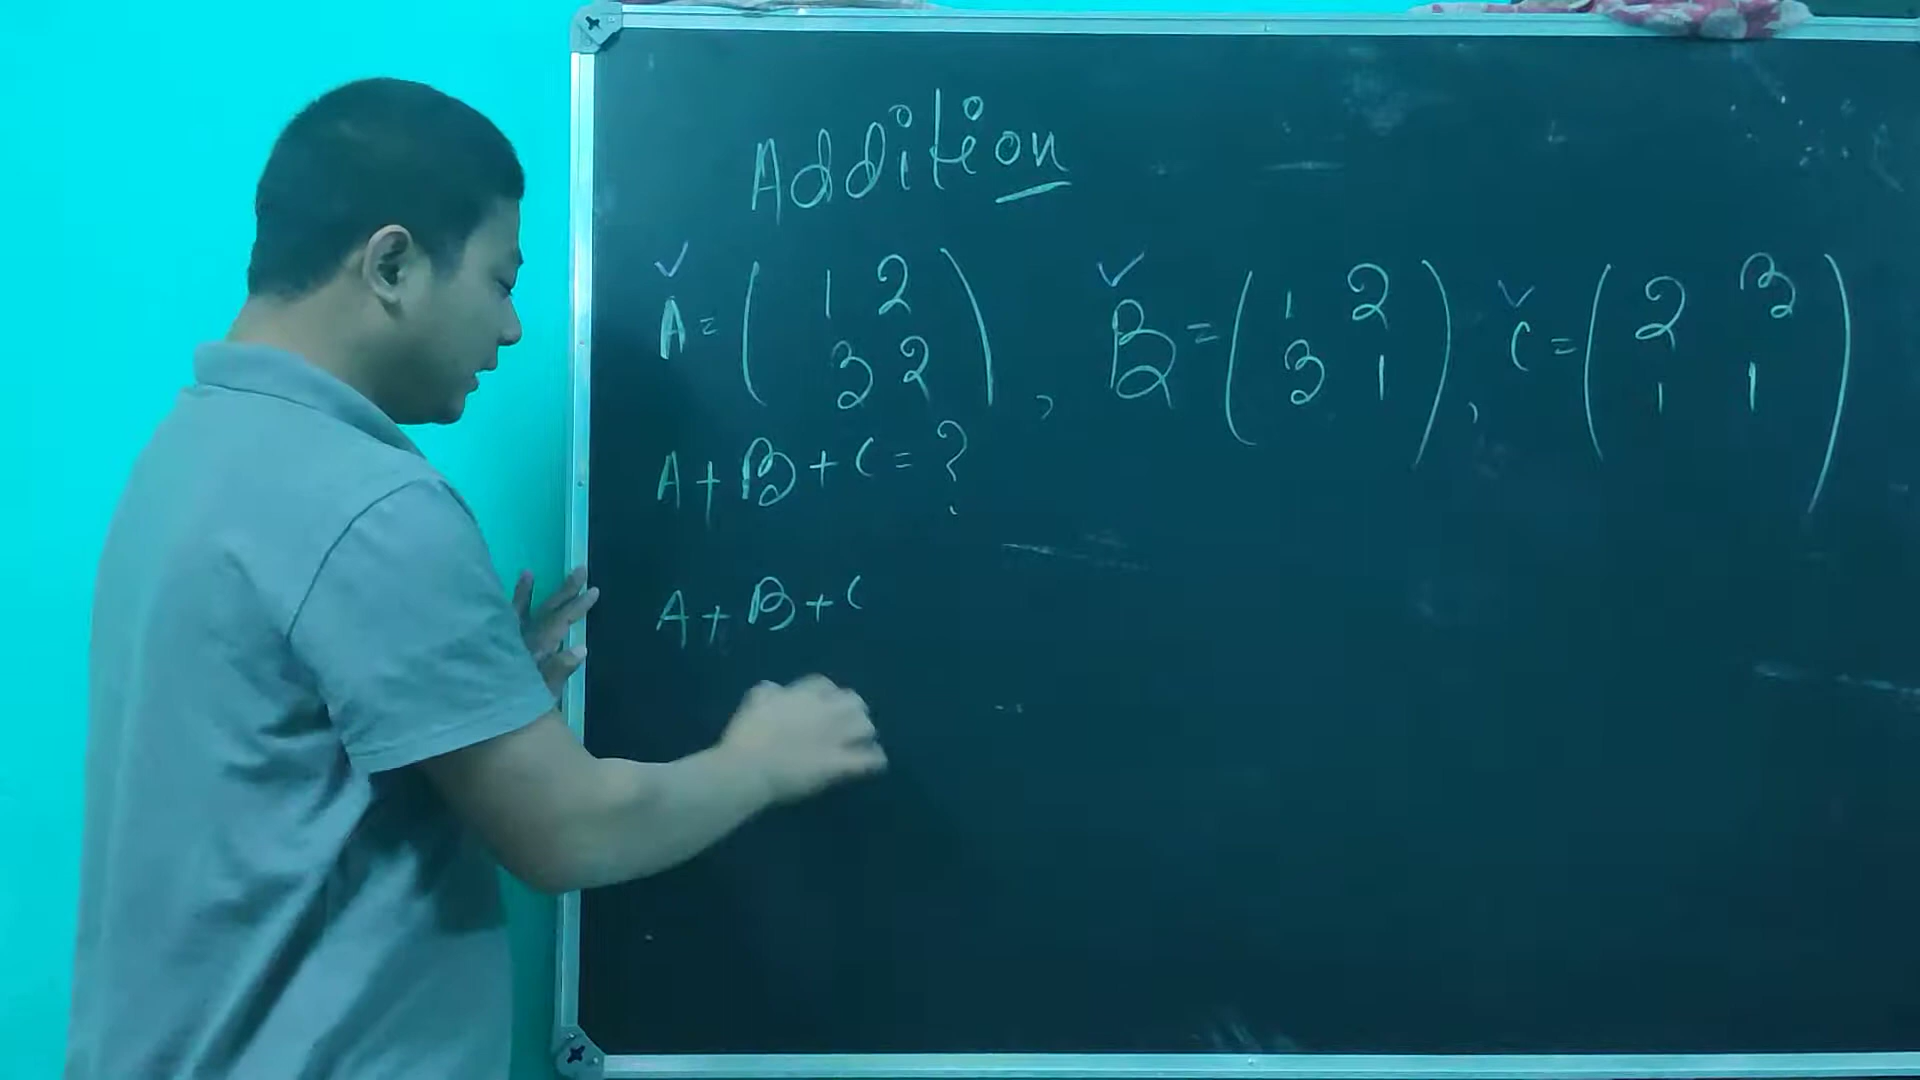 Addition
A = ( 1 2 , B = ( 1 2 , C = ( 2 3
3 2 ) 3 1 ) 1 1 )
A + B + C = ?
A + B + C